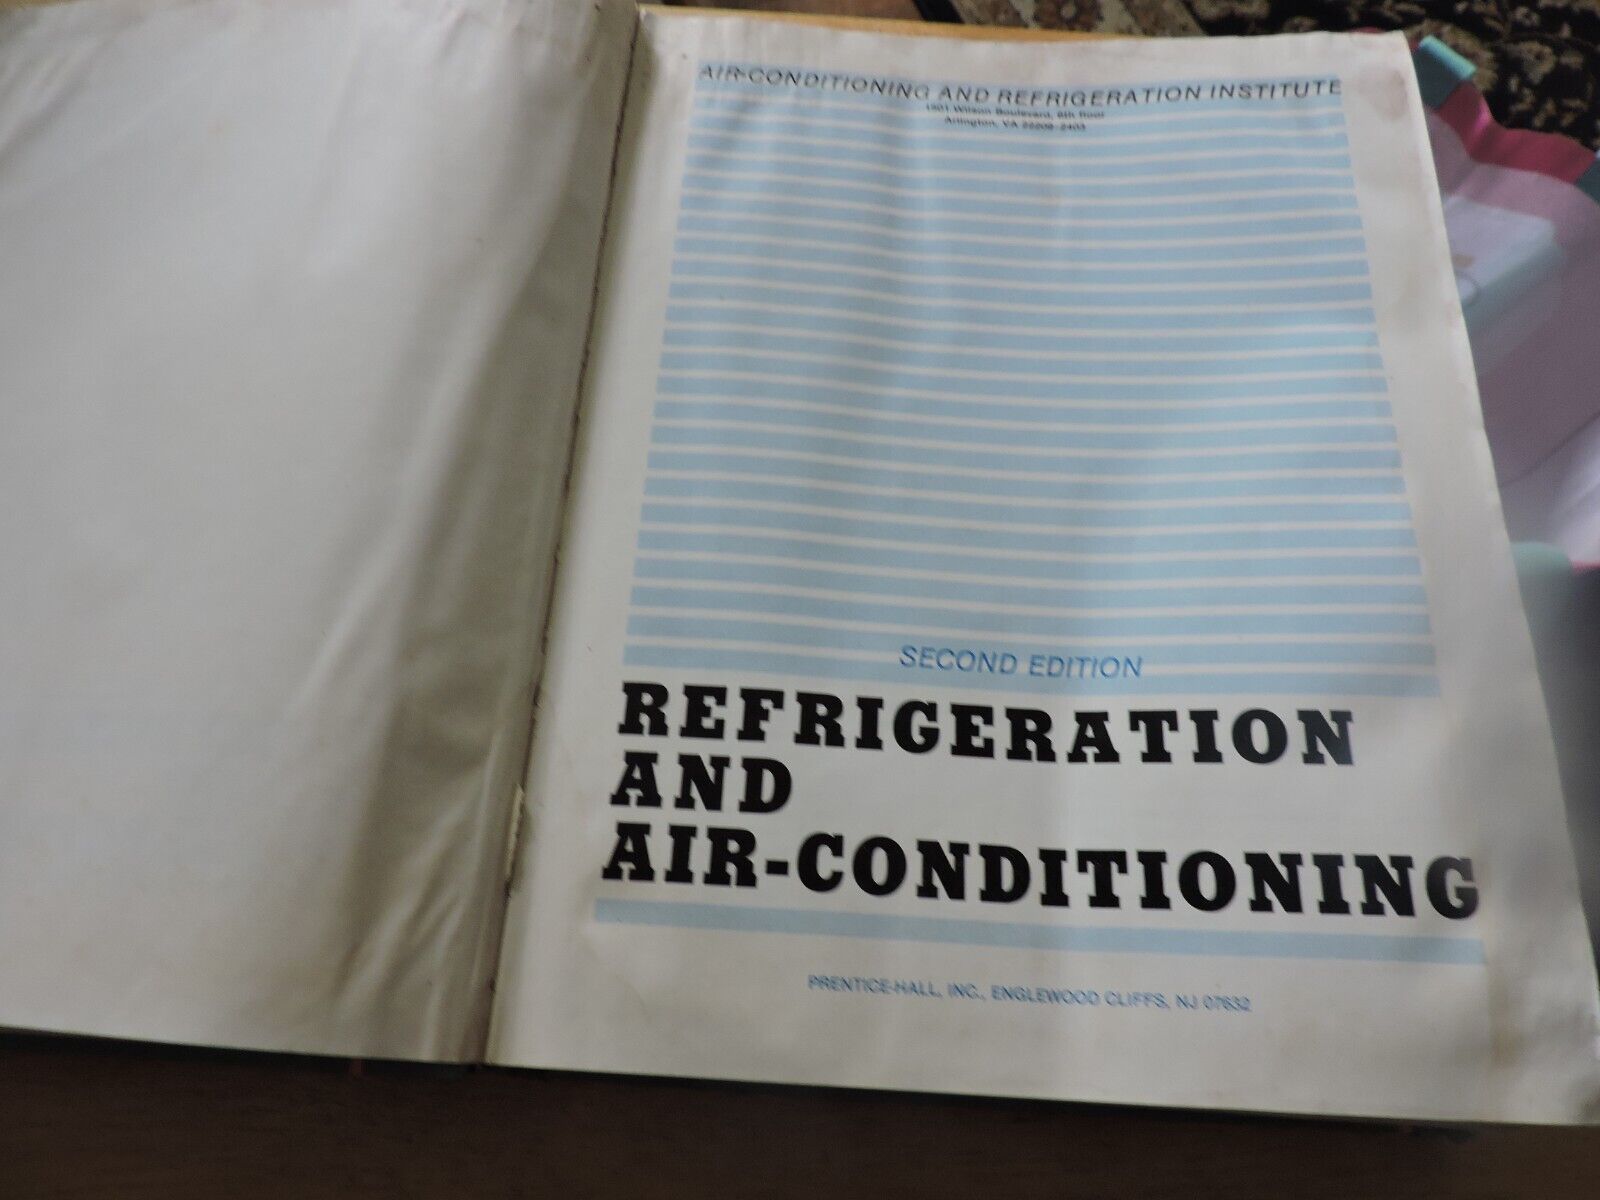 AIR-CONDITIONING AND REFRIGERATION INSTITUTE
1501 Wilson Boulevard, 6th floor
Arlington, VA 22209-2403
SECOND EDITION
REFRIGERATION
AND
AIR-CONDITIONING
PRENTICE-HALL, INC., ENGLEWOOD CLIFFS, NJ 07632